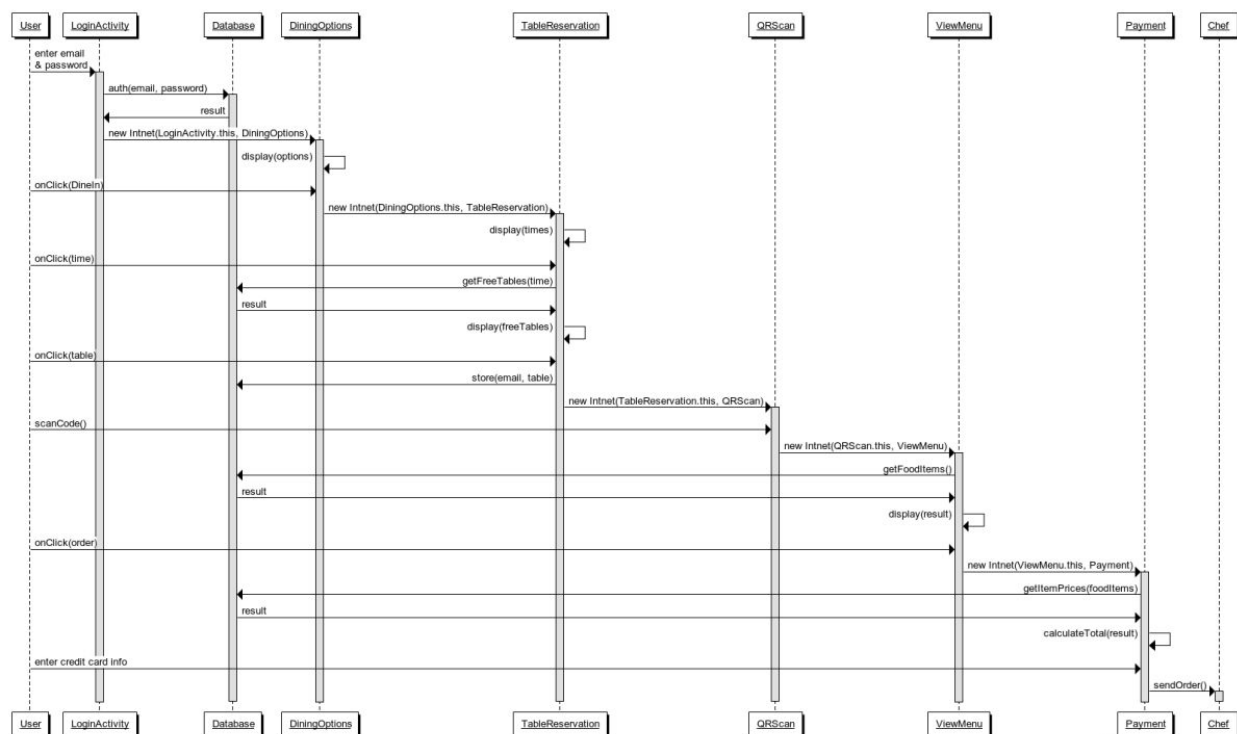 User LoginActivity Database DiningOptions TableReservation QRScan ViewMenu Payment Chef
enter email
& password
auth(email, password)
result
new Intnet(LoginActivity.this, DiningOptions)
display(options)
onClick(DineIn)
new Intnet(DiningOptions.this, TableReservation)
display(times)
onClick(time)
getFreeTables(time)
result
display(freeTables)
onClick(table)
store(email, table)
new Intnet(TableReservation.this, QRScan)
scanCode()
new Intnet(QRScan.this, ViewMenu)
getFoodItems()
result
display(result)
onClick(order)
new Intnet(ViewMenu.this, Payment)
getItemPrices(foodItems)
result
calculateTotal(result)
enter credit card info
sendOrder()
User LoginActivity Database DiningOptions TableReservation QRScan ViewMenu Payment Chef